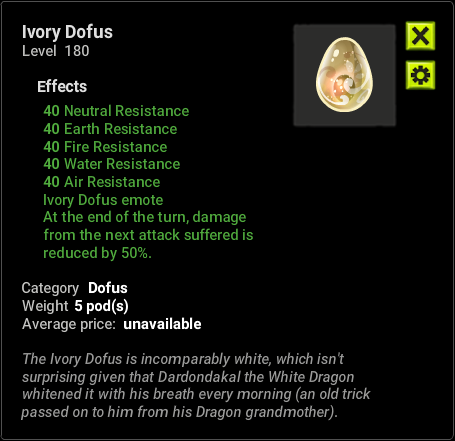 Ivory Dofus
Level 180
Effects
40 Neutral Resistance
40 Earth Resistance
40 Fire Resistance
40 Water Resistance
40 Air Resistance
Ivory Dofus emote
At the end of the turn, damage
from the next attack suffered is
reduced by 50%.
Category Dofus
Weight 5 pod(s)
Average price: unavailable
The Ivory Dofus is incomparably white, which isn't
surprising given that Dardondakal the White Dragon
whitened it with his breath every morning (an old trick
passed on to him from his Dragon grandmother).